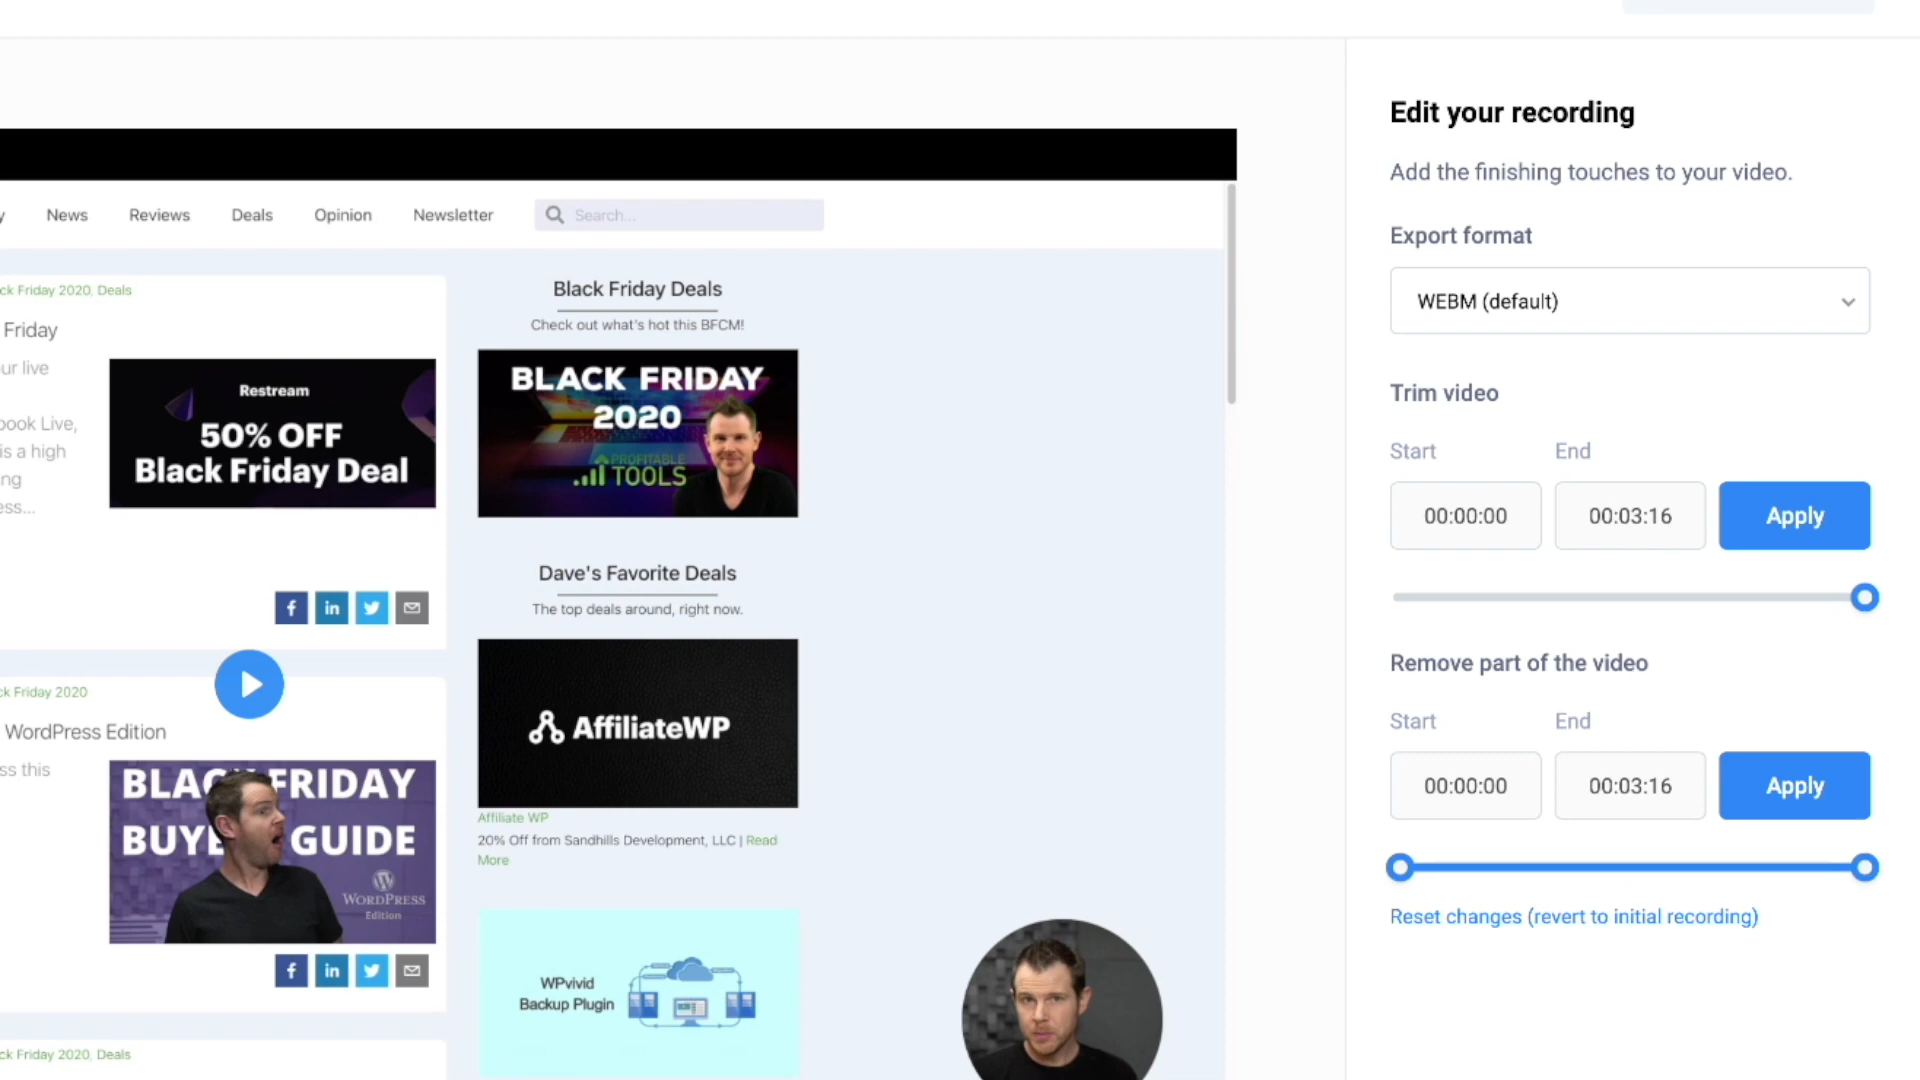 News
Reviews
Deals
Opinion
Newsletter
Search...
ck Friday 2020, Deals
Friday
ur live
book Live,
is a high
ng
ess...
Restream
50% OFF
Black Friday Deal
f
in
ck Friday 2020
WordPress Edition
ss this
BLACK FRIDAY
BUYE GUIDE
WORDPRESS
Edition
f
in
ck Friday 2020, Deals
Black Friday Deals
Check out what's hot this BFCM!
BLACK FRIDAY
2020
PROFITABLE
TOOLS
Dave's Favorite Deals
The top deals around, right now.
AffiliateWP
Affiliate WP
20% Off from Sandhills Development, LLC | Read
More
WPvivid
Backup Plugin
Edit your recording
Add the finishing touches to your video.
Export format
WEBM (default)
Trim video
Start
End
00:00:00
00:03:16
Apply
Remove part of the video
Start
End
00:00:00
00:03:16
Apply
Reset changes (revert to initial recording)